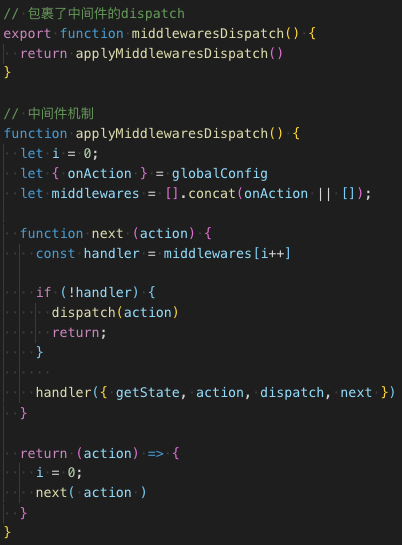 // 包裹了中间件的dispatch
export function middlewaresDispatch() {
  return applyMiddlewaresDispatch()
}

// 中间件机制
function applyMiddlewaresDispatch() {
  let i = 0;
  let { onAction } = globalConfig
  let middlewares = [].concat(onAction || []);

  function next (action) {
    const handler = middlewares[i++]

    if (!handler) {
      dispatch(action)
      return;
    }

    handler({ getState, action, dispatch, next })
  }

  return (action) => {
    i = 0;
    next( action )
  }
}